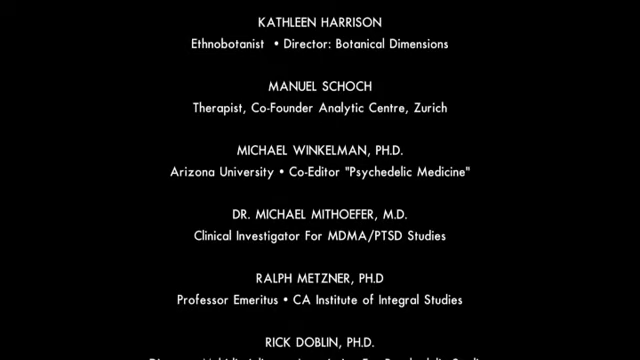 KATHLEEN HARRISON
Ethnobotanist • Director: Botanical Dimensions
MANUEL SCHOCH
Therapist, Co-Founder Analytic Centre, Zurich
MICHAEL WINKELMAN, PH.D.
Arizona University • Co-Editor "Psychedelic Medicine"
DR. MICHAEL MITHOEFER, M.D.
Clinical Investigator For MDMA/PTSD Studies
RALPH METZNER, PH.D
Professor Emeritus • CA Institute of Integral Studies
RICK DOBLIN, PH.D.